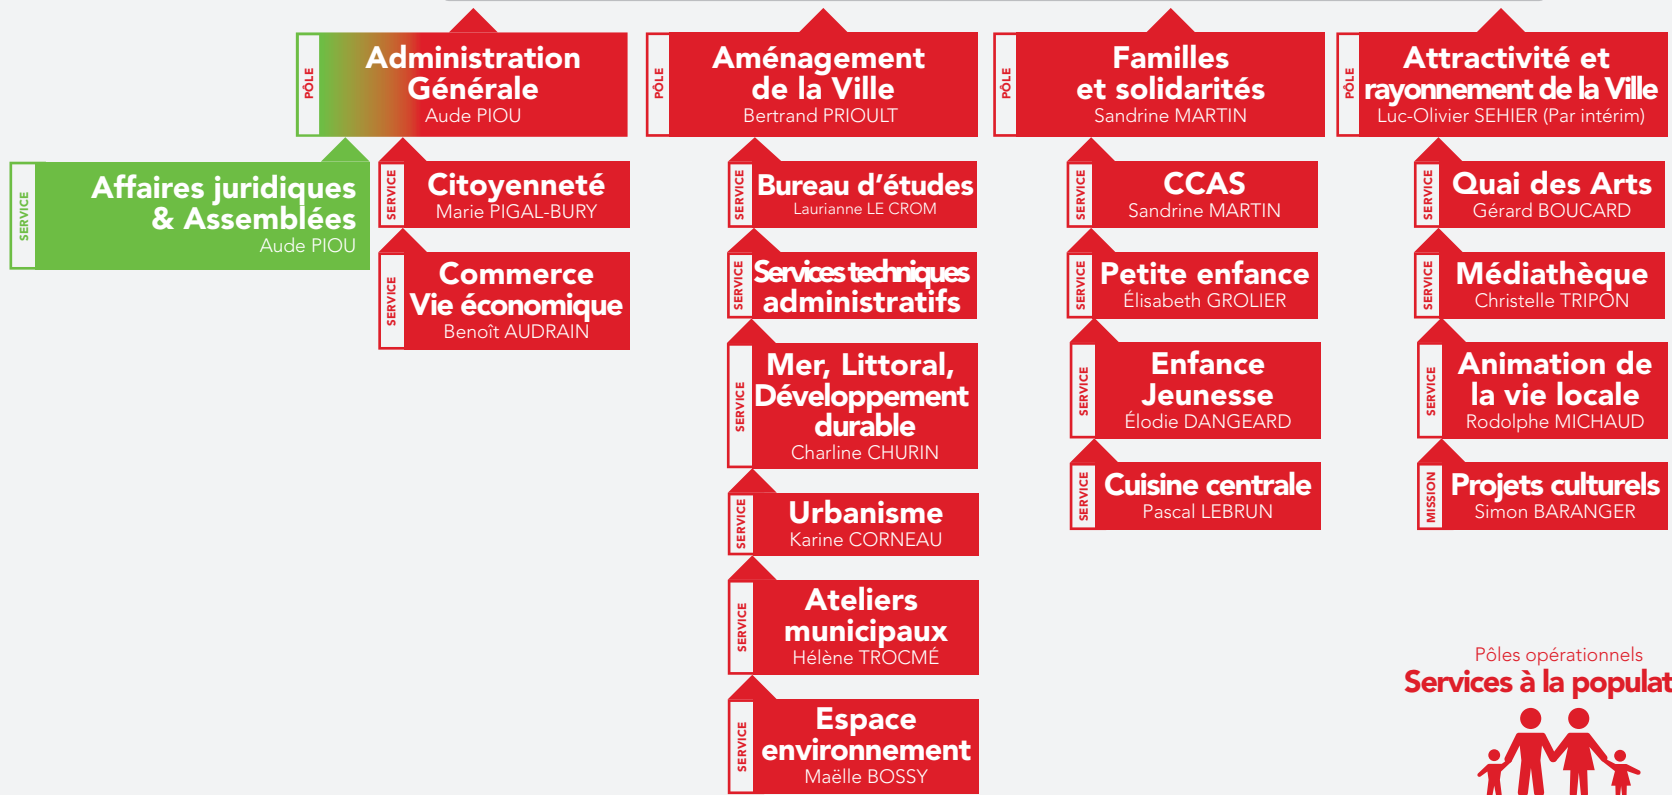 PÔLE
Administration
Générale
Aude PIOU
SERVICE
Affaires juridiques
& Assemblées
Aude PIOU
SERVICE
Citoyenneté
Marie PIGAL-BURY
SERVICE
Commerce
Vie économique
Benoît AUDRAIN
PÔLE
Aménagement
de la Ville
Bertrand PRIOULT
SERVICE
Bureau d'études
Laurianne LE CROM
SERVICE
Services techniques
administratifs
SERVICE
Mer, Littoral,
Développement
durable
Charline CHURIN
SERVICE
Urbanisme
Karine CORNEAU
SERVICE
Ateliers
municipaux
Hélène TROCMÉ
SERVICE
Espace
environnement
Maëlle BOSSY
PÔLE
Familles
et solidarités
Sandrine MARTIN
SERVICE
CCAS
Sandrine MARTIN
SERVICE
Petite enfance
Élisabeth GROLIER
SERVICE
Enfance
Jeunesse
Élodie DANGEARD
SERVICE
Cuisine centrale
Pascal LEBRUN
PÔLE
Attractivité et
rayonnement de la Ville
Luc-Olivier SEHIER (Par intérim)
SERVICE
Quai des Arts
Gérard BOUCARD
SERVICE
Médiathèque
Christelle TRIPON
SERVICE
Animation de
la vie locale
Rodolphe MICHAUD
MISSION
Projets culturels
Simon BARANGER
Pôles opérationnels
Services à la populat